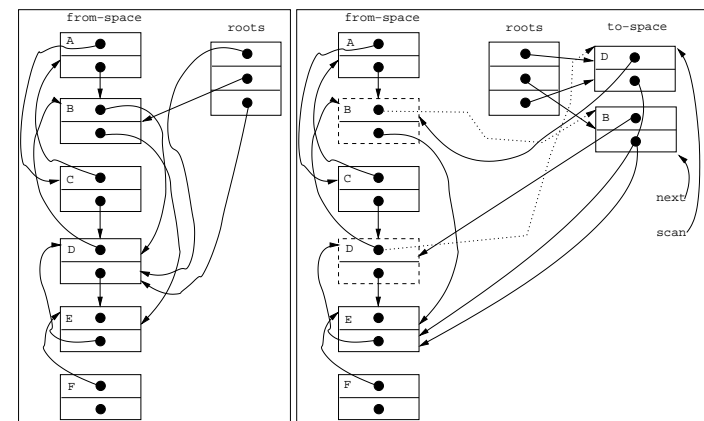 from-space
roots
A
B
C
D
E
F
from-space
roots
to-space
A
D
B
B
C
next
scan
D
E
F